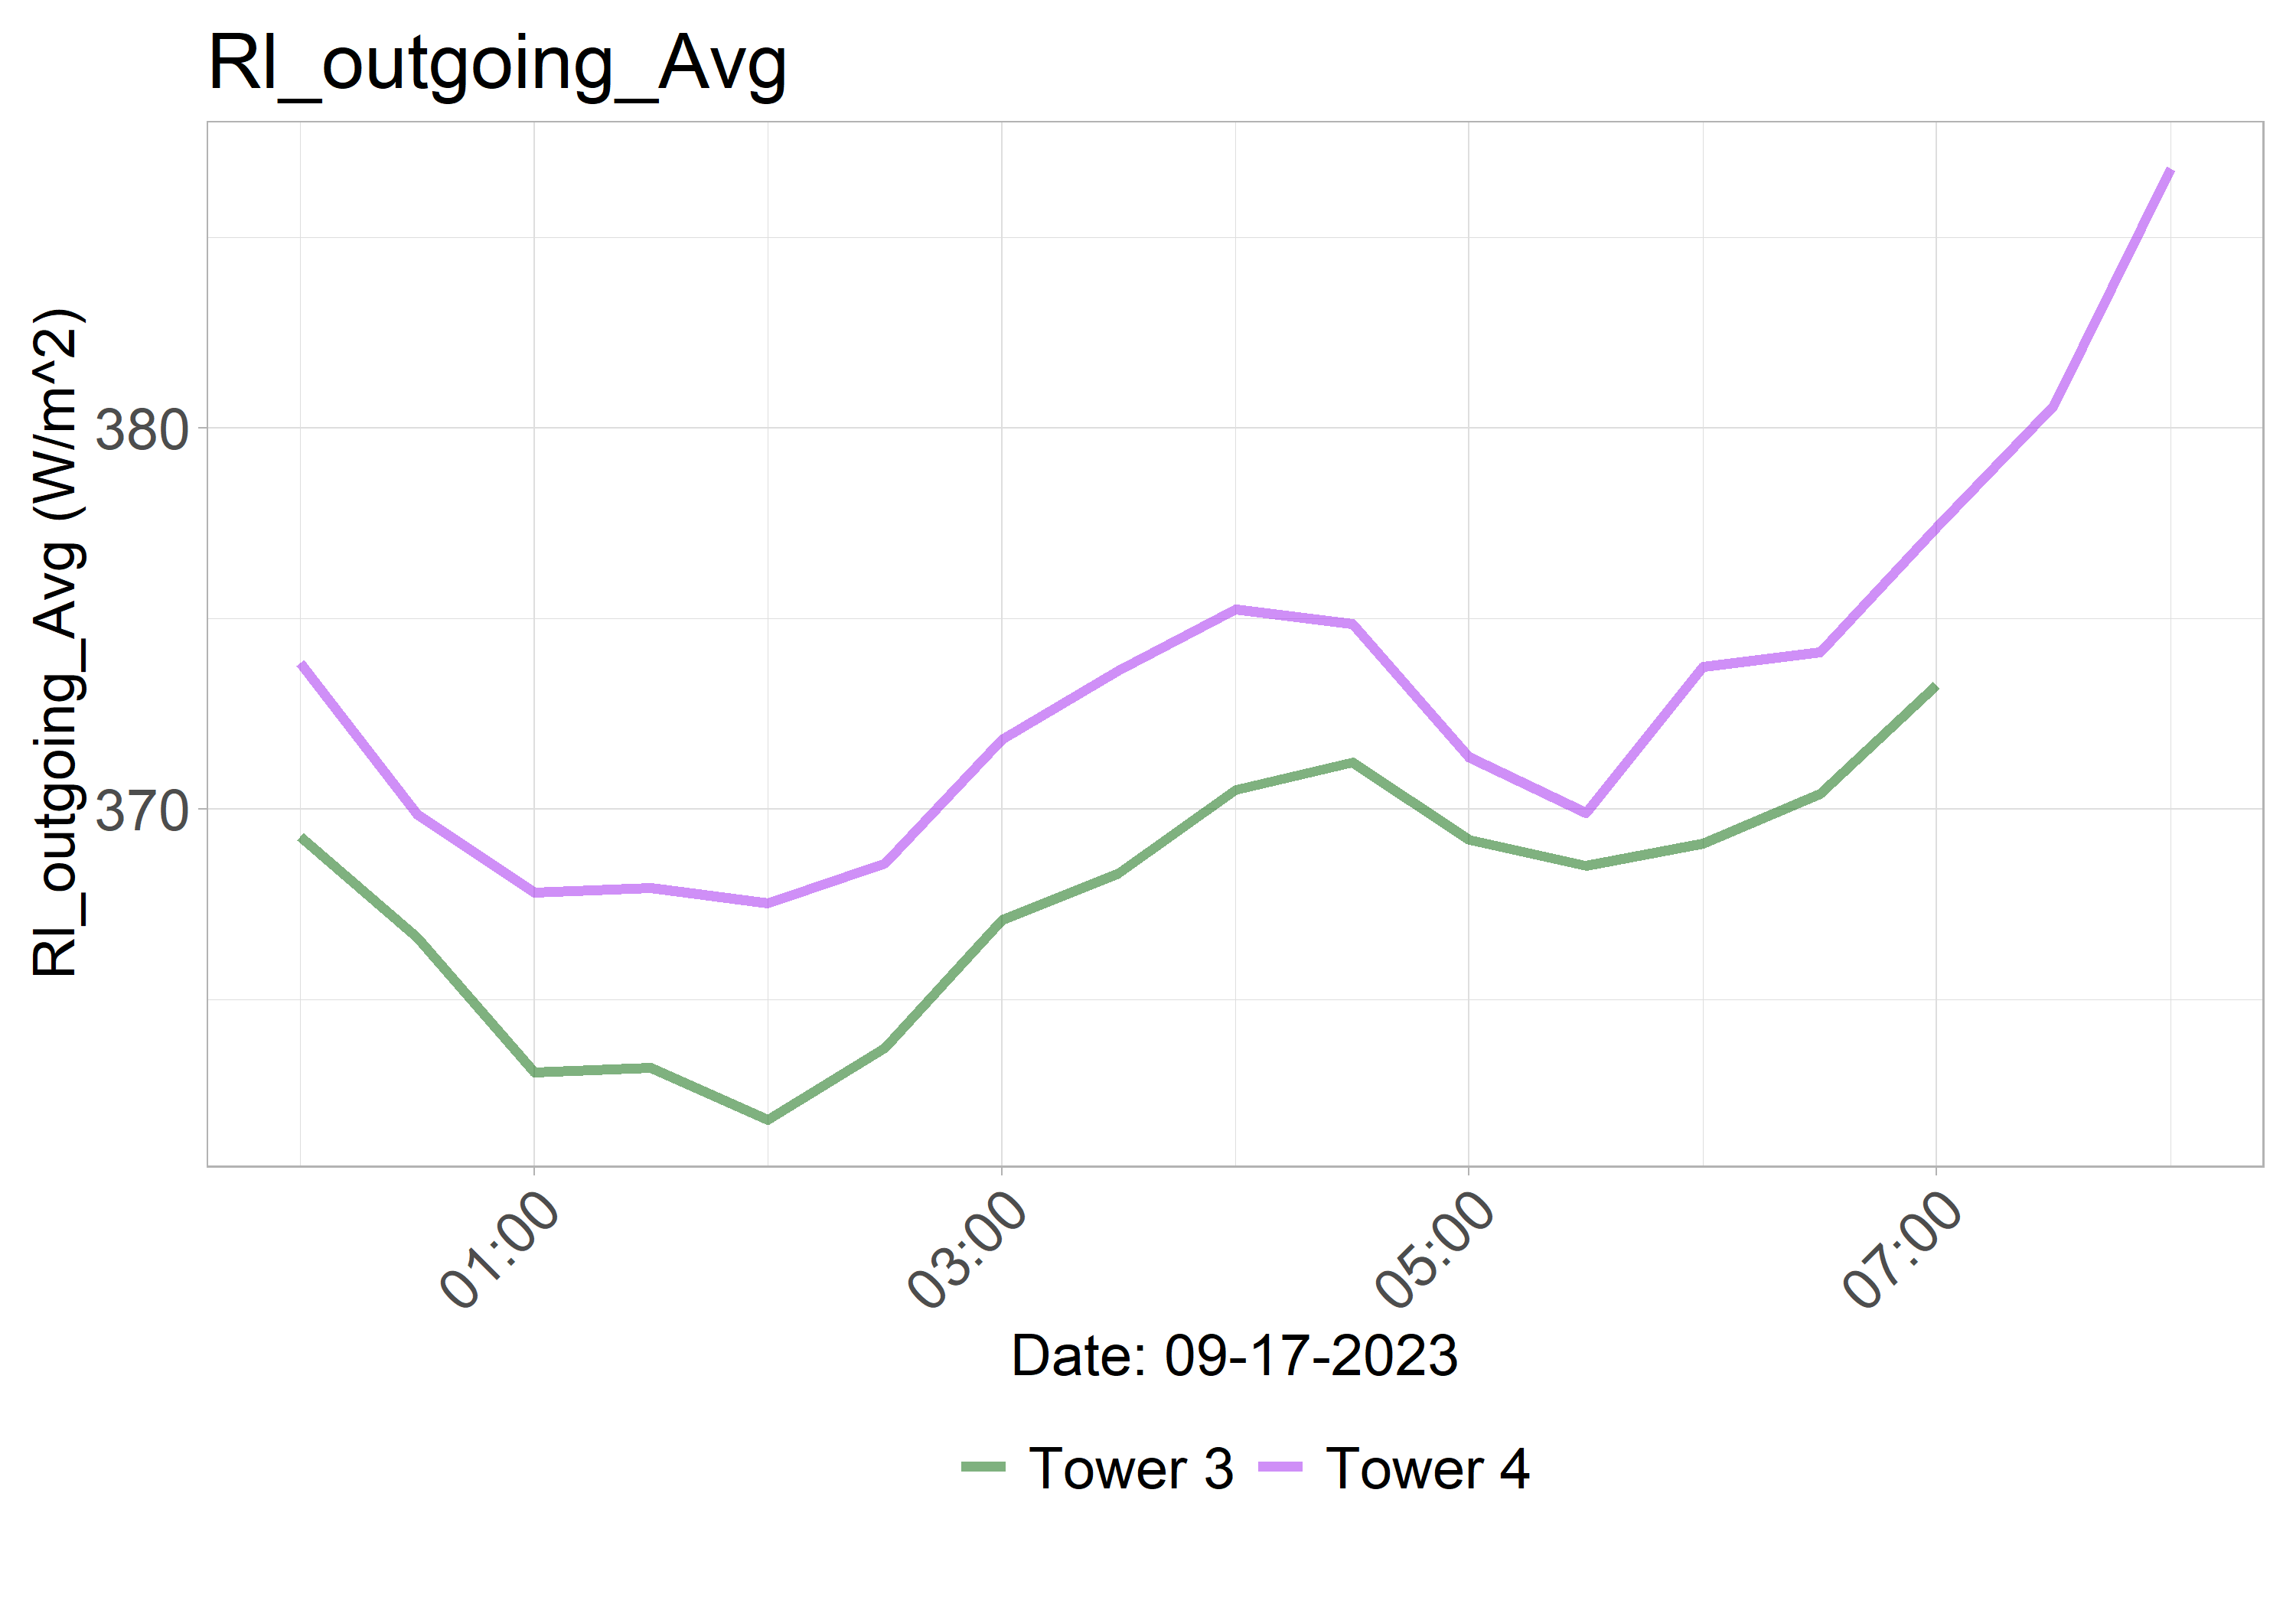 Rl_outgoing_Avg
Rl_outgoing_Avg (W/m^2)
380
370
01:00
03:00
05:00
07:00
Date: 09-17-2023
Tower 3
Tower 4